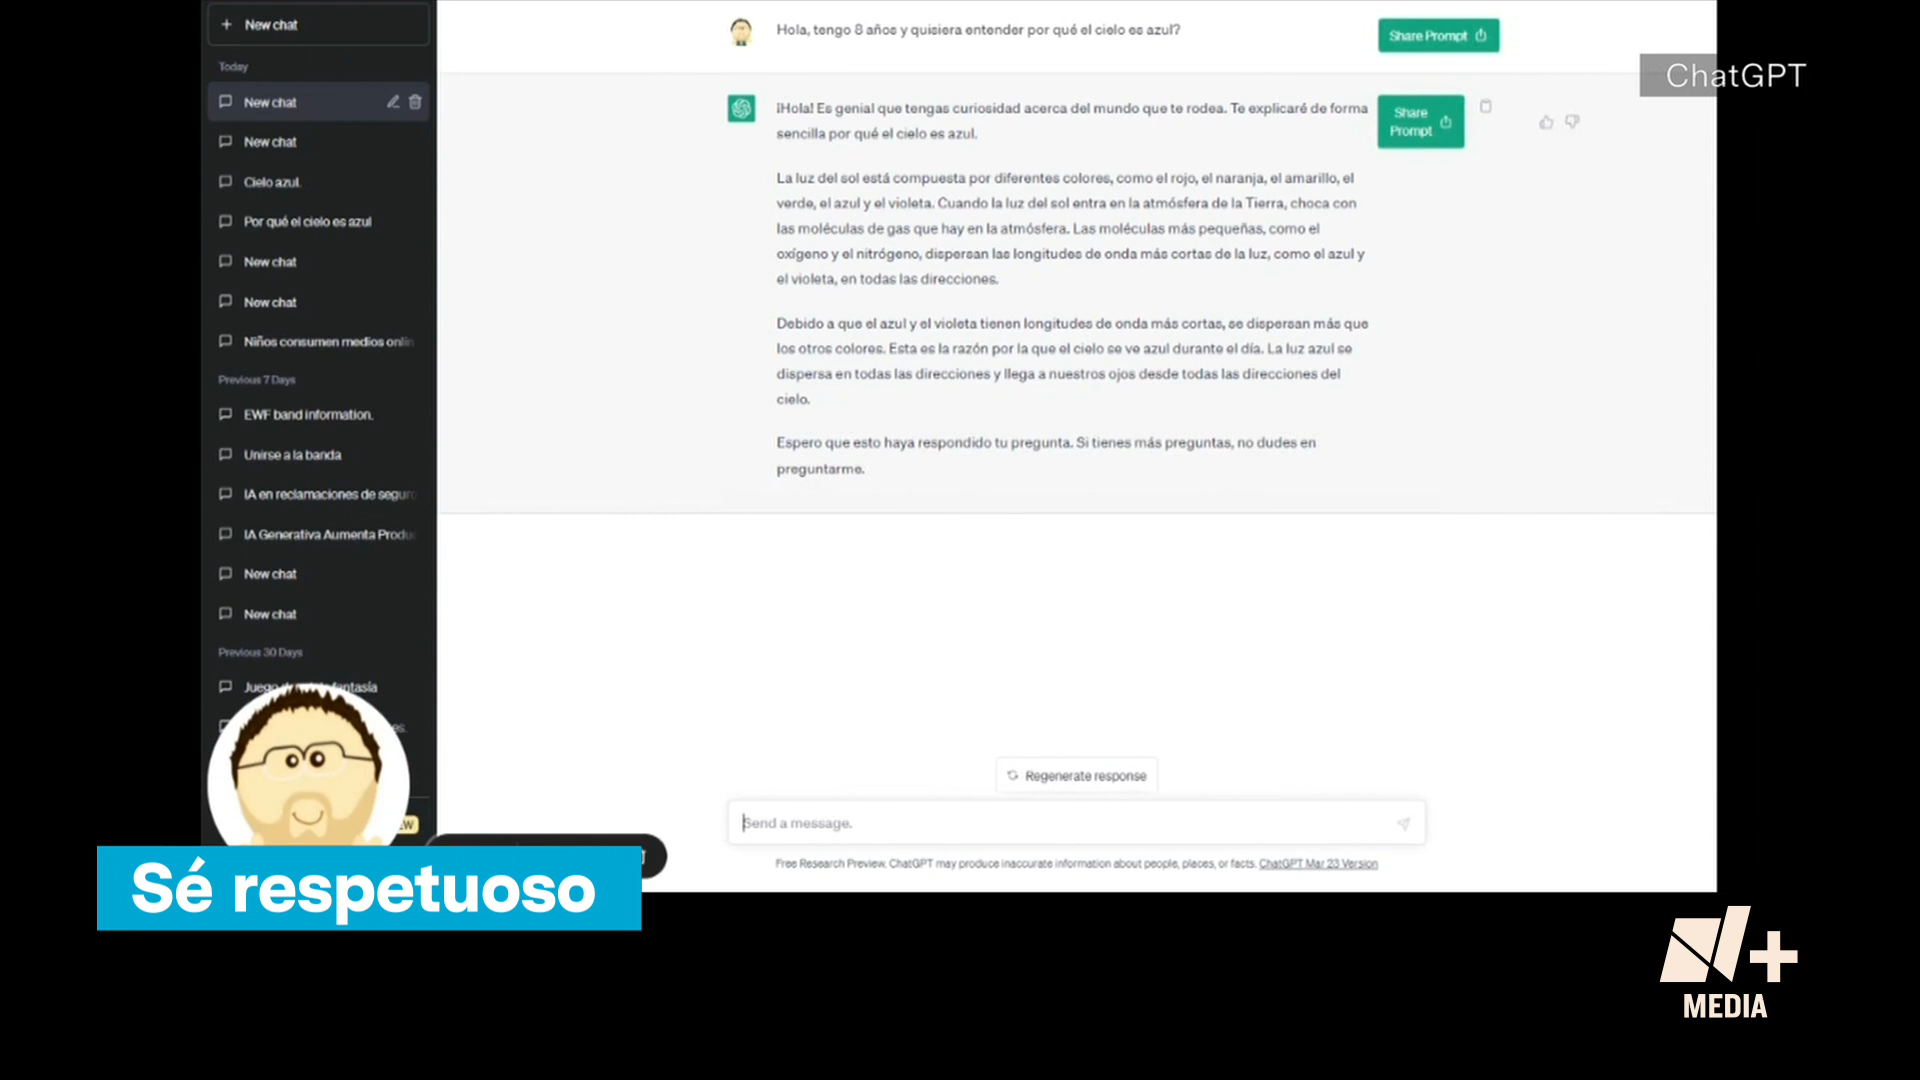 New chat
Today
New chat
New chat
Cielo azul.
Por qué el cielo es azul
New chat
New chat
Niños consumen medios onlin
Previous 7 Days
EWF band information.
Unirse a la banda
IA en reclamaciones de seguro
IA Generativa Aumenta Produc
New chat
New chat
Previous 30 Days
Hola, tengo 8 años y quisiera entender por qué el cielo es azul?
Share Prompt
ChatGPT
¡Hola! Es genial que tengas curiosidad acerca del mundo que te rodea. Te explicaré de forma
sencilla por qué el cielo es azul.
Share
Prompt
La luz del sol está compuesta por diferentes colores, como el rojo, el naranja, el amarillo, el
verde, el azul y el violeta. Cuando la luz del sol entra en la atmósfera de la Tierra, choca con
las moléculas de gas que hay en la atmósfera. Las moléculas más pequeñas, como el
oxígeno y el nitrógeno, dispersan las longitudes de onda más cortas de la luz, como el azul y
el violeta, en todas las direcciones.
Debido a que el azul y el violeta tienen longitudes de onda más cortas, se dispersan más que
los otros colores. Esta es la razón por la que el cielo se ve azul durante el día. La luz azul se
dispersa en todas las direcciones y llega a nuestros ojos desde todas las direcciones del
cielo.
Espero que esto haya respondido tu pregunta. Si tienes más preguntas, no dudes en
preguntarme.
Regenerate response
Send a message.
Free Research Preview. ChatGPT may produce inaccurate information about people, places, or facts. ChatGPT Mar 23 Version
Sé respetuoso
N+
MEDIA